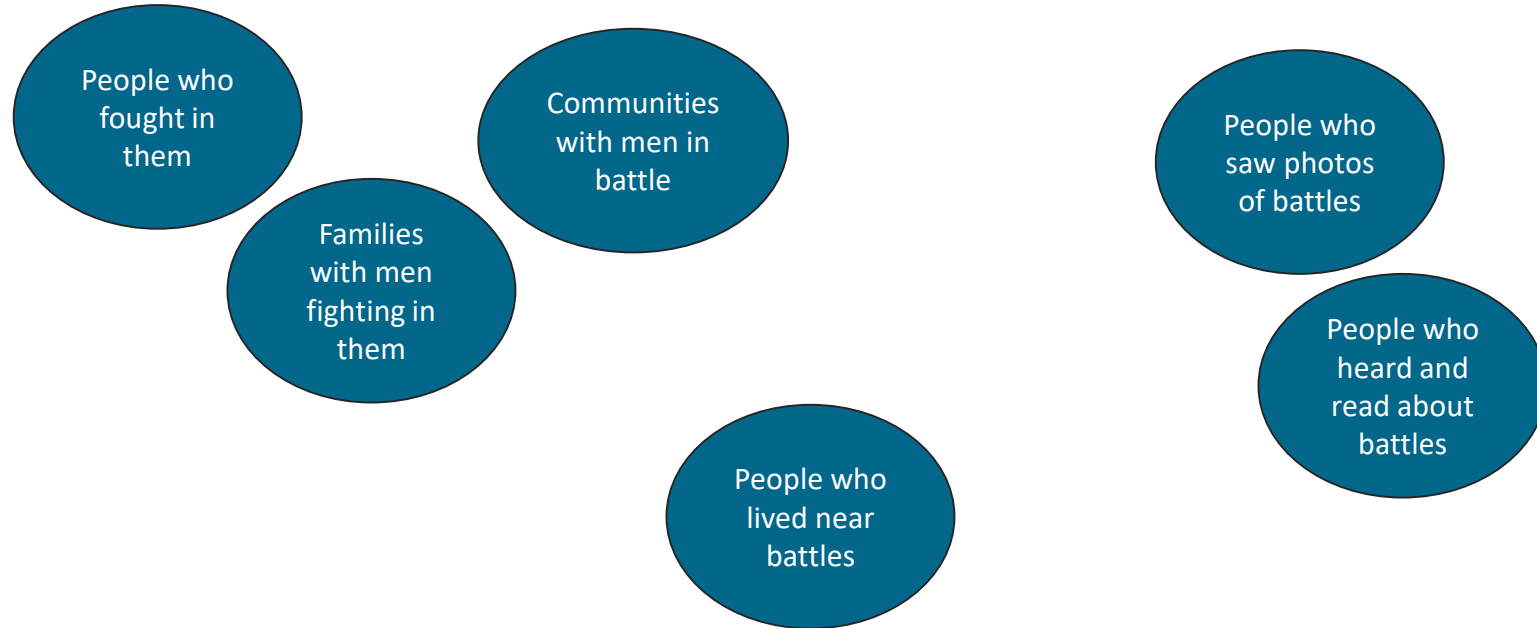 People who
fought in
them
Families
with men
fighting in
them
Communities
with men in
battle
People who
lived near
battles
People who
saw photos
of battles
People who
heard and
read about
battles